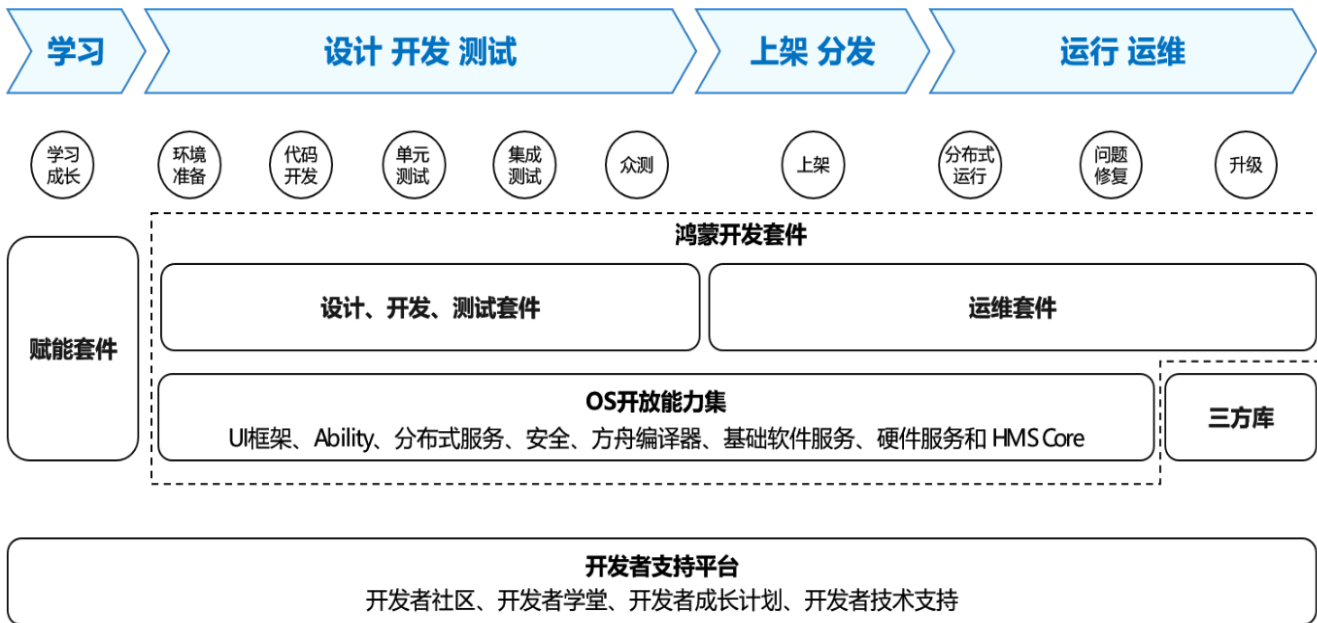 学习
设计 开发 测试
上架 分发
运行 运维
学习
成长
环境
准备
代码
开发
单元
测试
集成
测试
众测
上架
分布式
运行
问题
修复
升级
鸿蒙开发套件
赋能套件
设计、开发、测试套件
运维套件
OS开放能力集
UI框架、Ability、分布式服务、安全、方舟编译器、基础软件服务、硬件服务和 HMS Core
三方库
开发者支持平台
开发者社区、开发者学堂、开发者成长计划、开发者技术支持